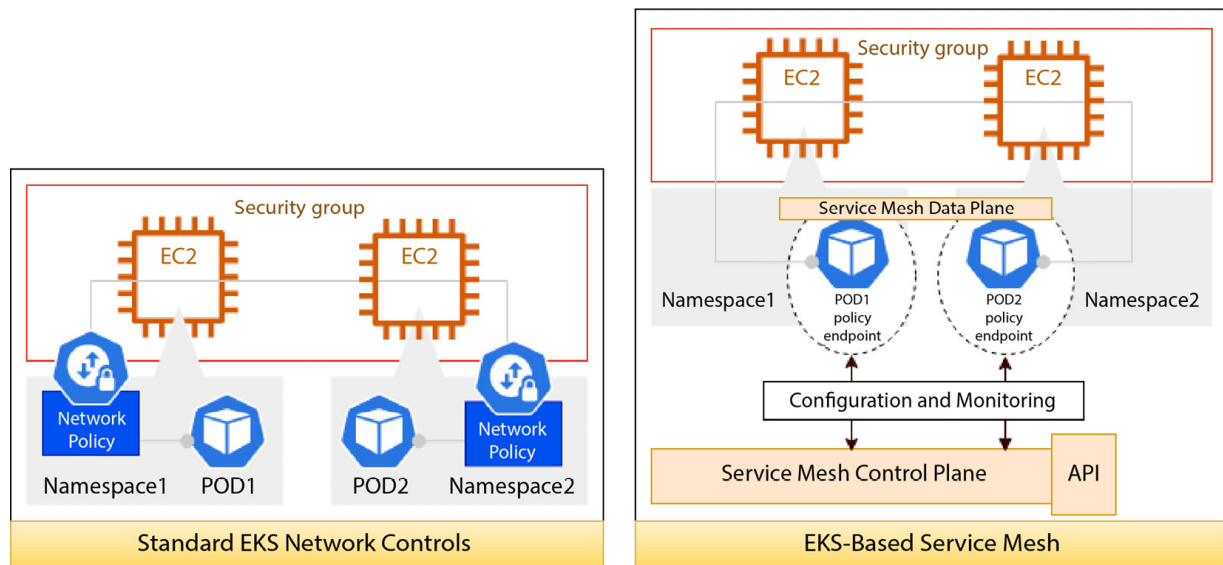 Security group
EC2
EC2
Network
Policy
Network
Policy
Namespace1
POD1
POD2
Namespace2
Standard EKS Network Controls
Security group
EC2
EC2
Service Mesh Data Plane
Namespace1
POD1
policy
endpoint
POD2
policy
endpoint
Namespace2
Configuration and Monitoring
Service Mesh Control Plane
API
EKS-Based Service Mesh